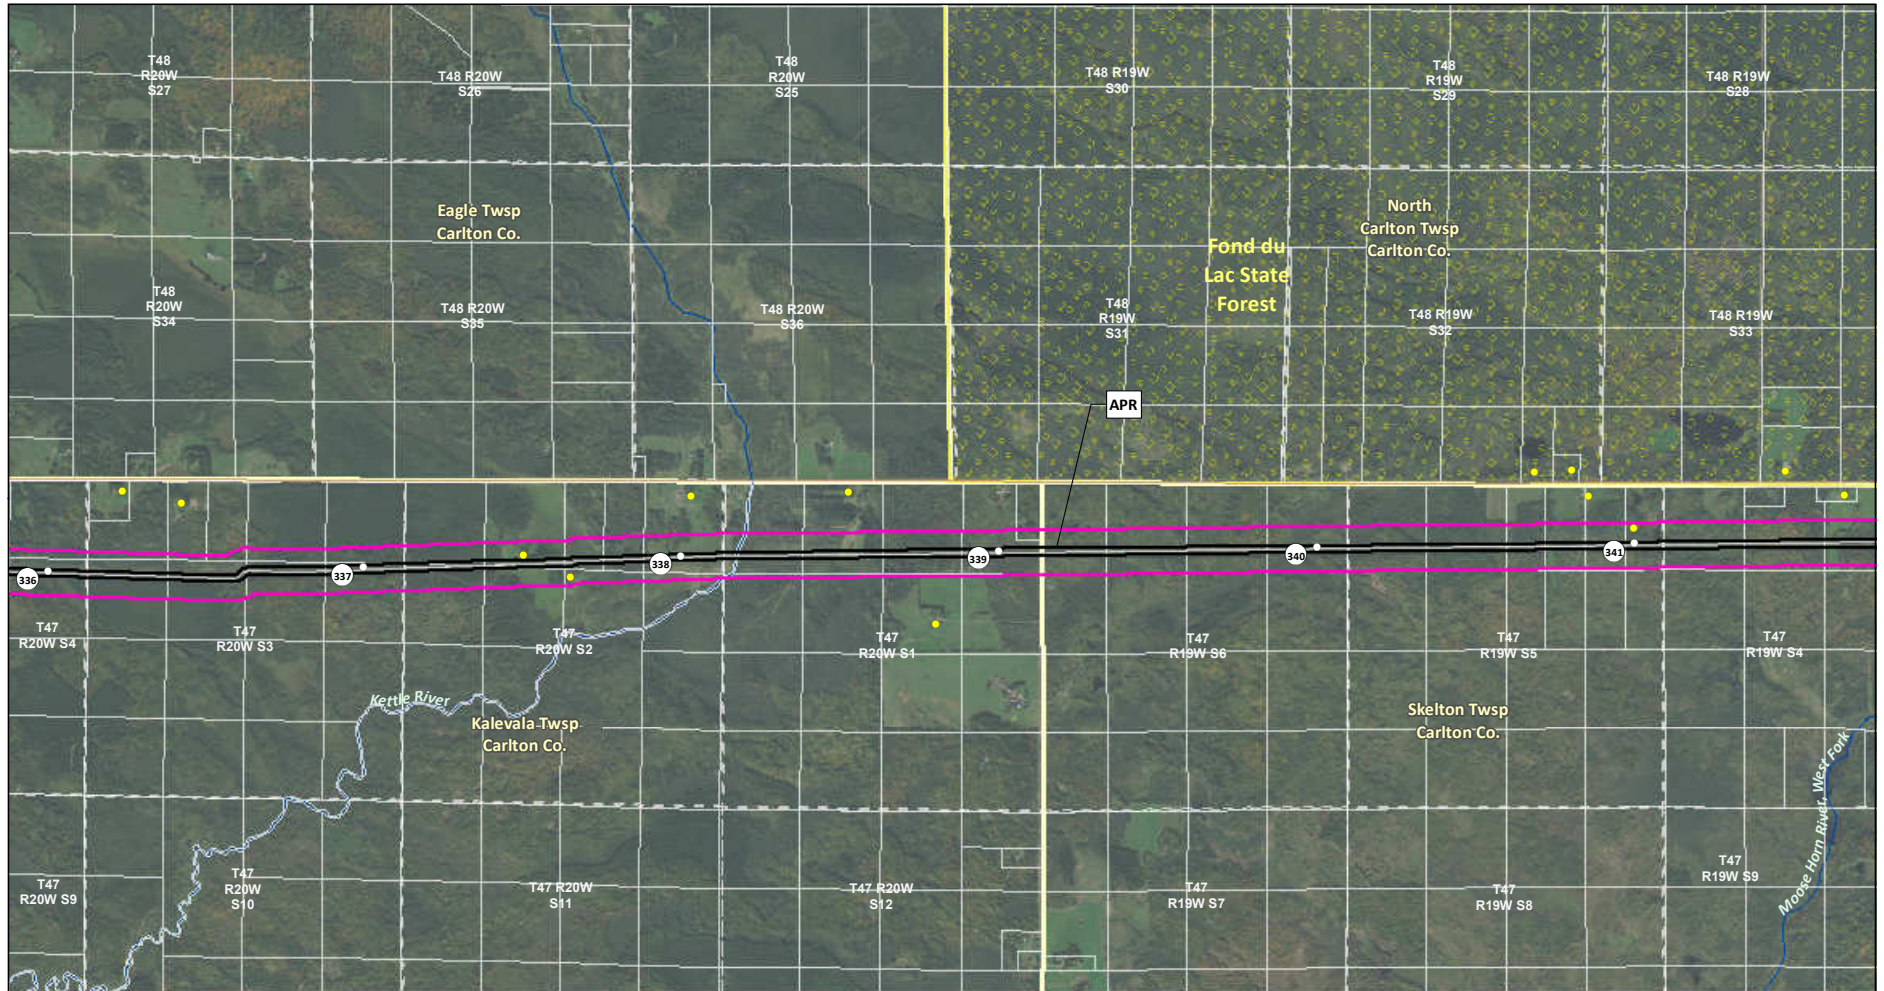 T48
R20W
S27
T48 R20W
S26
T48
R20W
S25
T48 R19W
S30
T48
R19W
S29
T48 R19W
S28
Eagle Twsp
Carlton Co.
North
Carlton Twsp
Carlton Co.
Fond du
Lac State
Forest
T48
R20W
S34
T48 R20W
S35
T48 R20W
S36
T48
R19W
S31
T48 R19W
S32
T48 R19W
S33
APR
336
337
338
339
340
341
T47
R20W S4
T47
R20W S3
T47
R20W S2
T47
R20W S1
T47
R19W S6
T47
R19W S5
T47
R19W S4
Kettle River
Kalevala Twsp
Carlton Co.
Skelton Twsp
Carlton Co.
Moose Horn River, West Fork
T47
R20W S9
T47
R20W
S10
T47 R20W
S11
T47 R20W
S12
T47
R19W S7
T47
R19W S8
T47
R19W S9